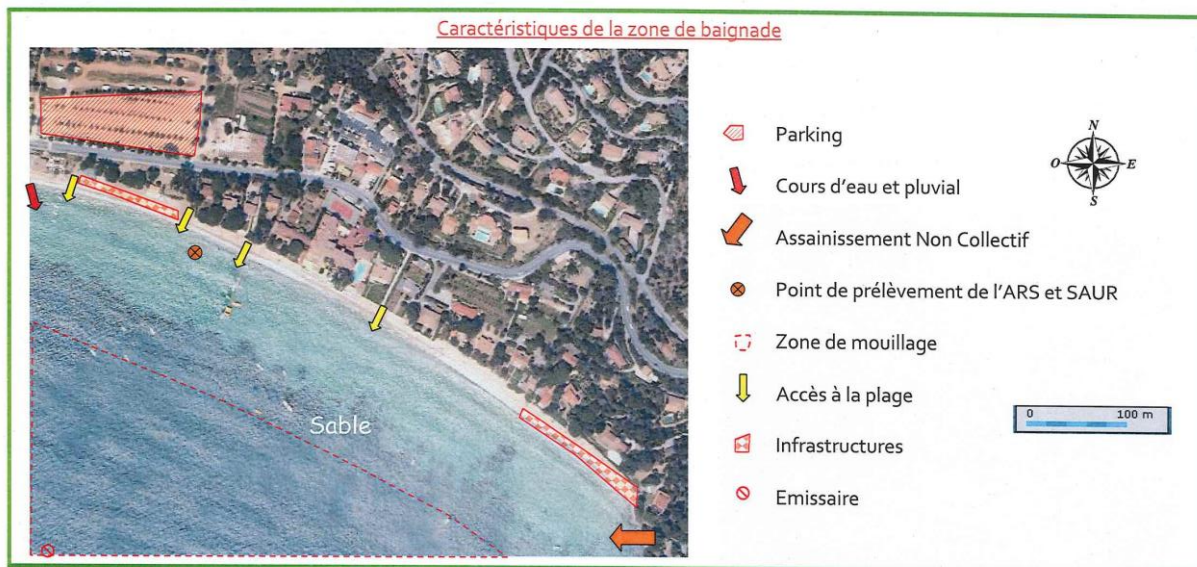 Caractéristiques de la zone de baignade
Sable
Parking
Cours d'eau et pluvial
Assainissement Non Collectif
Point de prélèvement de l'ARS et SAUR
Zone de mouillage
Accès à la plage
Infrastructures
Emissaire
N
O
E
S
0 100 m